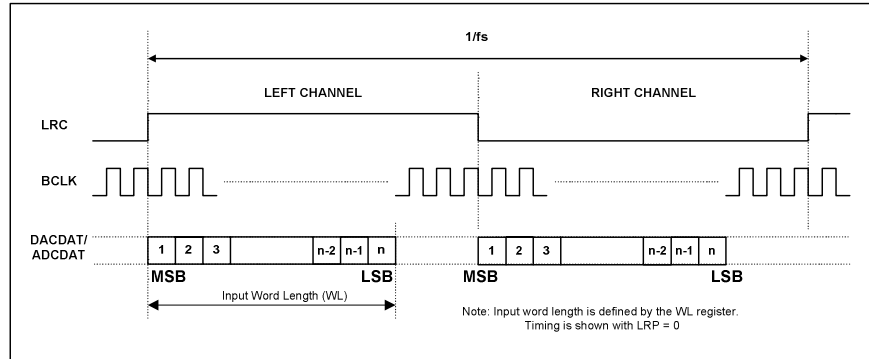 1/fs
LEFT CHANNEL
RIGHT CHANNEL
LRC
BCLK
DACDAT/
ADCDAT
1 2 3 n-2 n-1 n
1 2 3 n-2 n-1 n
MSB
LSB
MSB
LSB
Input Word Length (WL)
Note: Input word length is defined by the WL register.
Timing is shown with LRP = 0